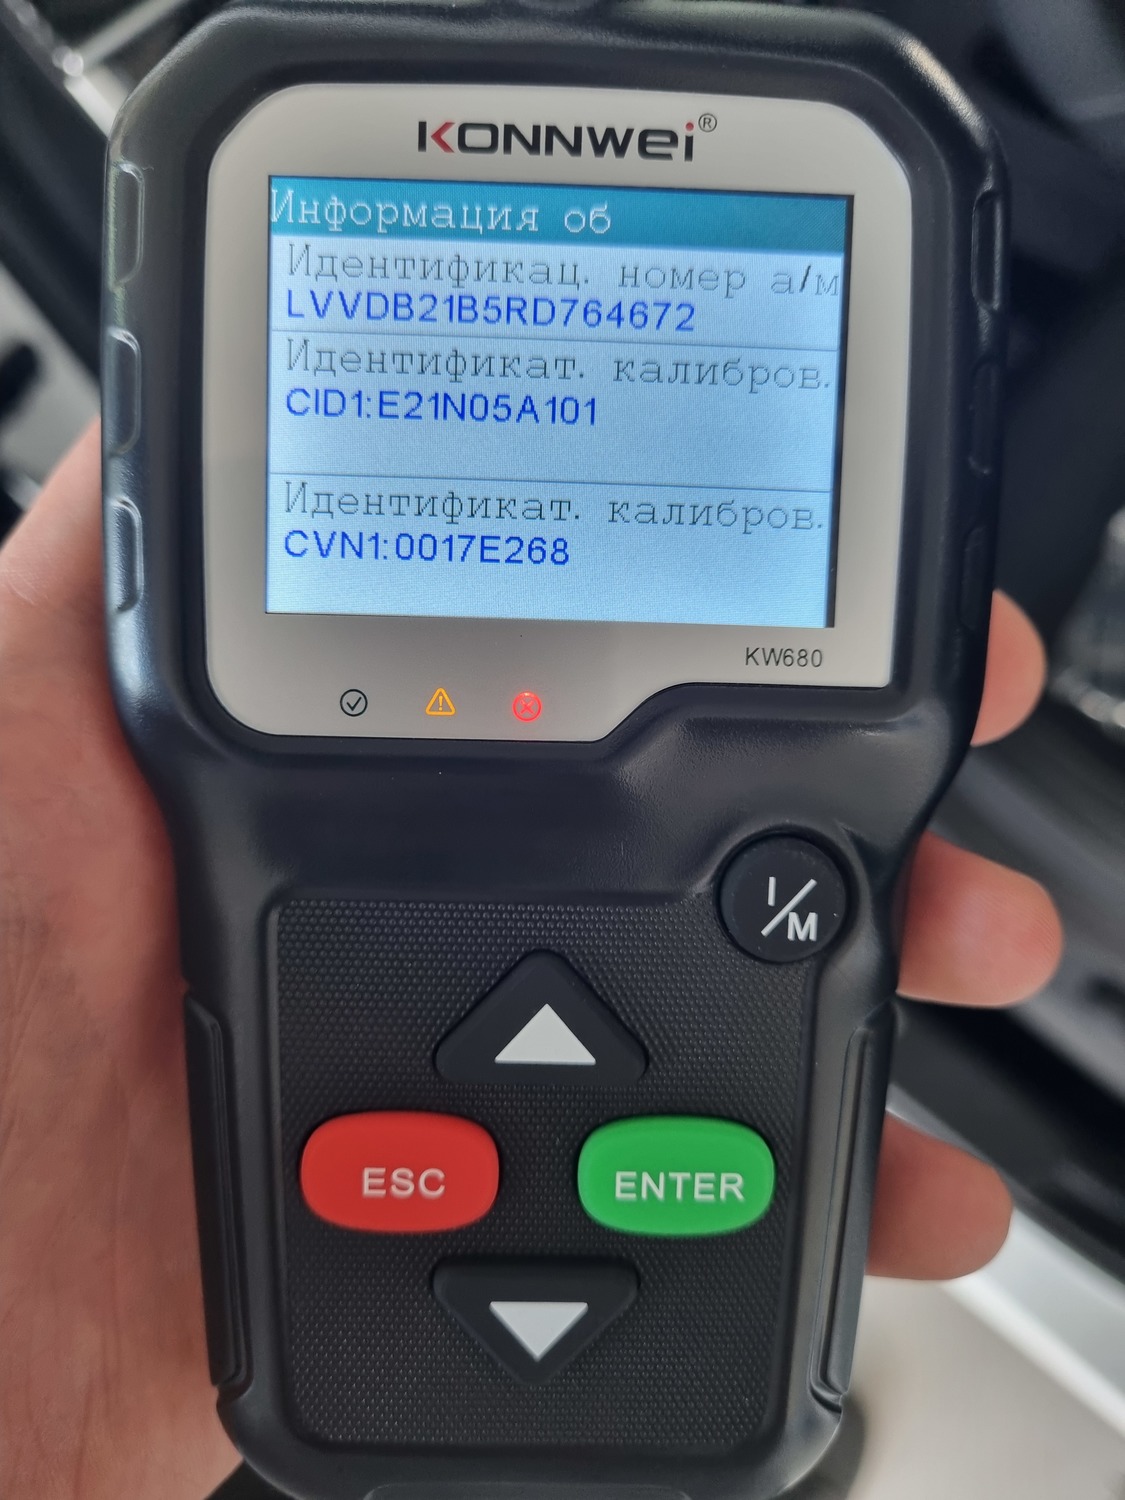 KONNWEI®
Информация об
Идентификац. номер а/м
LVVDB21B5RD764672
Идентификат. калибров.
CID1:E21N05A101
Идентификат. калибров.
CVN1:0017E268
KW680
I/M
ESC
ENTER